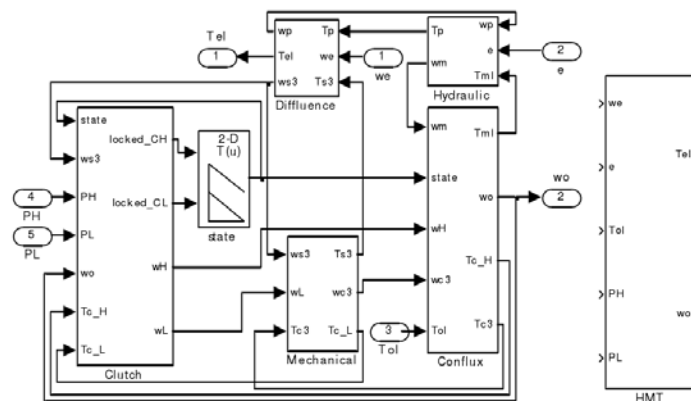 Tel
1
wp
Tel
ws3
Tp
we
Ts3
Diffluence
1
we
Tp
wm
wp
e
Tml
Hydraulic
2
e
state
ws3
PH
PL
wo
Tc_H
Tc_L
locked_CH
locked_CL
wH
wL
Clutch
4
PH
5
PL
2-D
T(u)
state
ws3
wL
Tc3
Ts3
wc3
Tc_L
Mechanical
3
Tol
wm
state
wH
wc3
Tol
Tml
wo
Tc_H
Tc3
Conflux
wo
2
we
e
Tol
PH
PL
Tel
wo
HMT